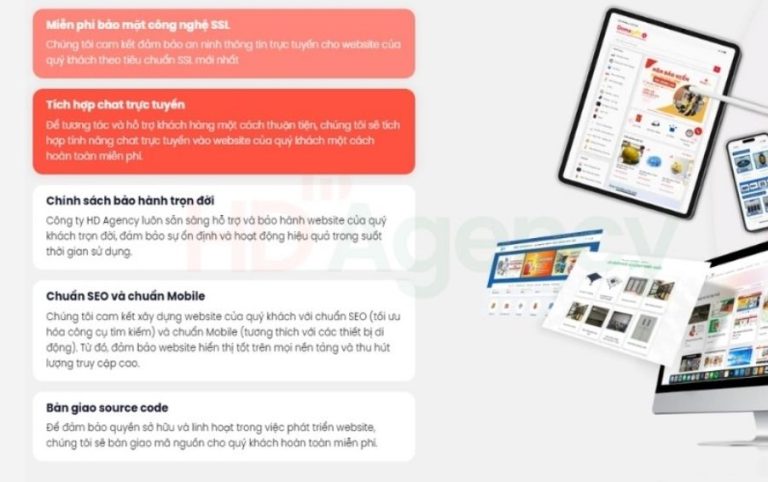 Miễn phí bảo mật công nghệ SSL
Chúng tôi cam kết đảm bảo an ninh thông tin trực tuyến cho website của
quý khách theo tiêu chuẩn SSL mới nhất
Tích hợp chat trực tuyến
Để tương tác và hỗ trợ khách hàng một cách thuận tiện, chúng tôi sẽ tích
hợp tính năng chat trực tuyến vào website của quý khách một cách
hoàn toàn miễn phí.
Chính sách bảo hành trọn đời
Công ty HD Agency luôn sẵn sàng hỗ trợ và bảo hành website của quý
khách trọn đời, đảm bảo sự ổn định và hoạt động hiệu quả trong suốt
thời gian sử dụng.
HD Agency
Chuẩn SEO và chuẩn Mobile
Chúng tôi cam kết xây dựng website của quý khách với chuẩn SEO (tối ưu
hóa công cụ tìm kiếm) và chuẩn Mobile (tương thích với các thiết bị di
động). Từ đó, đảm bảo website hiển thị tốt trên mọi nền tảng và thu hút
lượng truy cập cao.
Bàn giao source code
Để đảm bảo quyền sở hữu và linh hoạt trong việc phát triển website,
chúng tôi sẽ bàn giao mã nguồn cho quý khách hoàn toàn miễn phí.